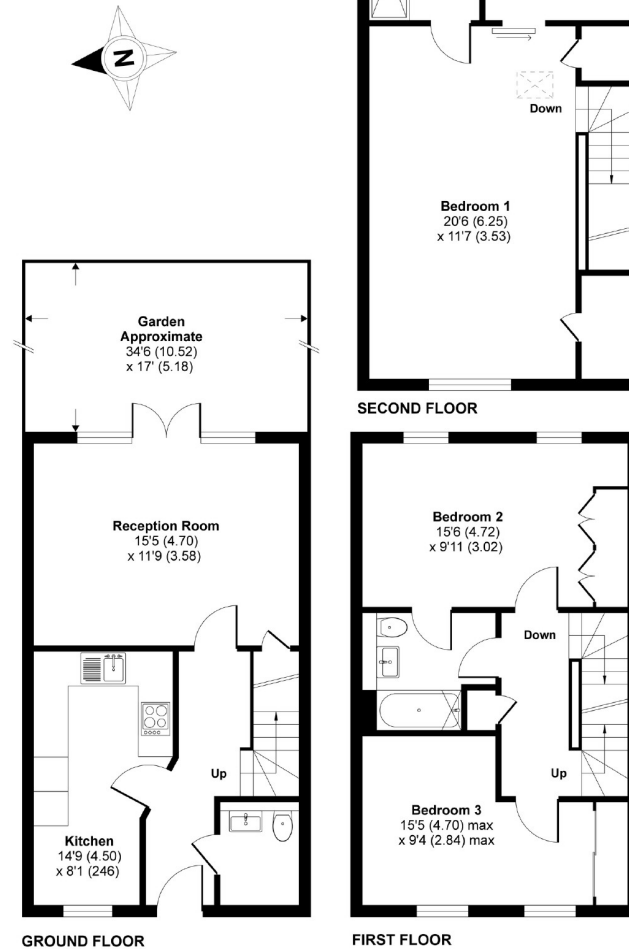 N
Down
Bedroom 1
20'6 (6.25)
x 11'7 (3.53)
SECOND FLOOR
Garden
Approximate
34'6 (10.52)
x 17' (5.18)
Reception Room
15'5 (4.70)
x 11'9 (3.58)
Up
Kitchen
14'9 (4.50)
x 8'1 (246)
GROUND FLOOR
Bedroom 2
15'6 (4.72)
x 9'11 (3.02)
Down
Up
Bedroom 3
15'5 (4.70) max
x 9'4 (2.84) max
FIRST FLOOR